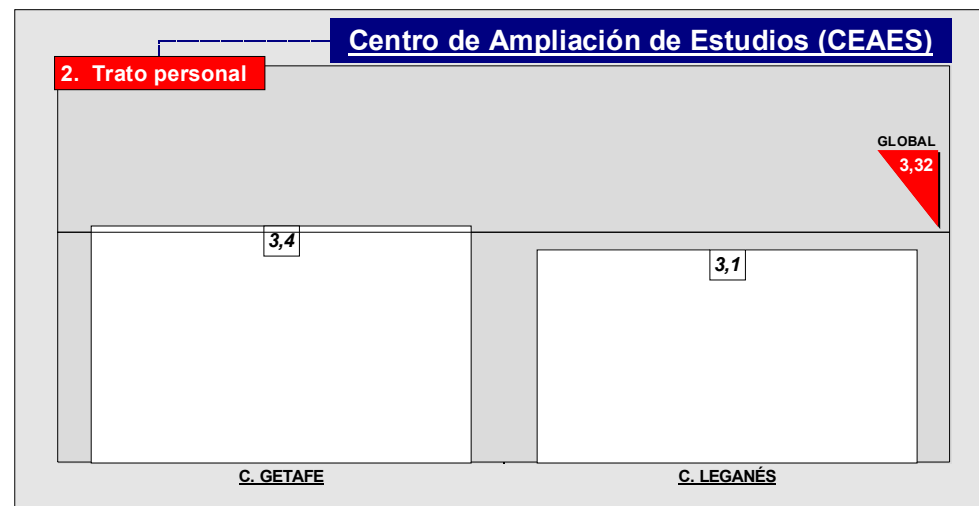 Centro de Ampliación de Estudios (CEAES)
2. Trato personal
GLOBAL
3,32
3,4
3,1
C. GETAFE
C. LEGANÉS